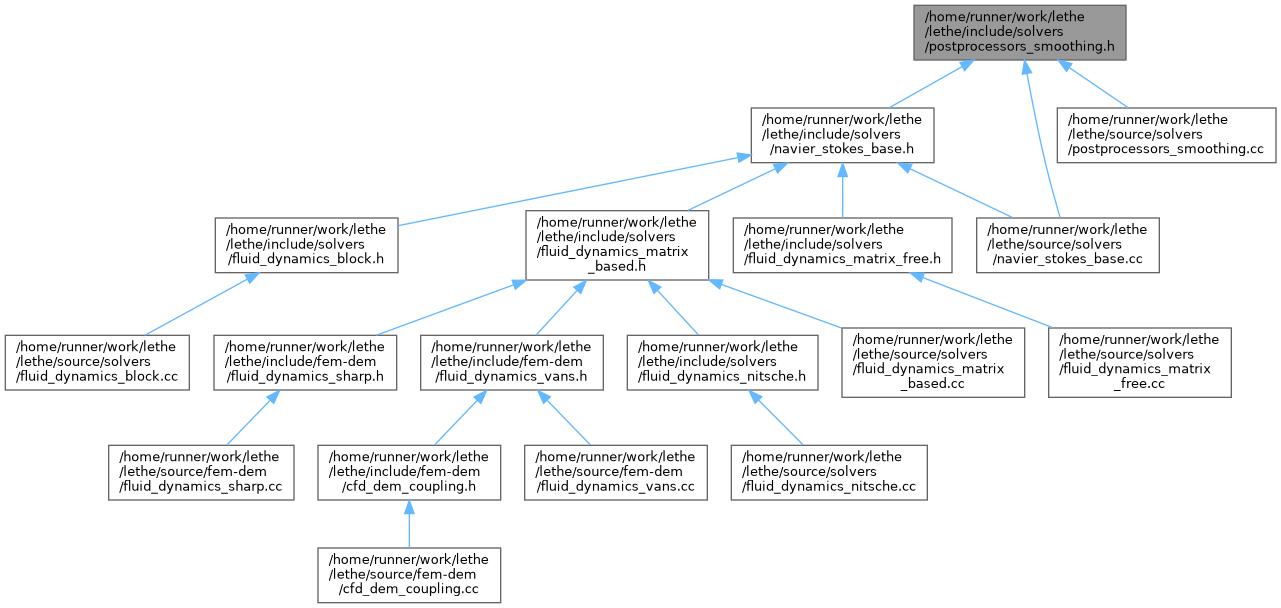 /home/runner/work/lethe
/lethe/include/solvers
/postprocessors_smoothing.h
/home/runner/work/lethe
/lethe/include/solvers
/navier_stokes_base.h
/home/runner/work/lethe
/lethe/source/solvers
/postprocessors_smoothing.cc
/home/runner/work/lethe
/lethe/include/solvers
/fluid_dynamics_block.h
/home/runner/work/lethe
/lethe/include/solvers
/fluid_dynamics_matrix
_based.h
/home/runner/work/lethe
/lethe/include/solvers
/fluid_dynamics_matrix_free.h
/home/runner/work/lethe
/lethe/source/solvers
/navier_stokes_base.cc
/home/runner/work/lethe
/lethe/source/solvers
/fluid_dynamics_block.cc
/home/runner/work/lethe
/lethe/include/fem-dem
/fluid_dynamics_sharp.h
/home/runner/work/lethe
/lethe/include/fem-dem
/fluid_dynamics_vans.h
/home/runner/work/lethe
/lethe/include/solvers
/fluid_dynamics_nitsche.h
/home/runner/work/lethe
/lethe/source/solvers
/fluid_dynamics_matrix
_based.cc
/home/runner/work/lethe
/lethe/source/solvers
/fluid_dynamics_matrix
_free.cc
/home/runner/work/lethe
/lethe/source/fem-dem
/fluid_dynamics_sharp.cc
/home/runner/work/lethe
/lethe/include/fem-dem
/cfd_dem_coupling.h
/home/runner/work/lethe
/lethe/source/fem-dem
/fluid_dynamics_vans.cc
/home/runner/work/lethe
/lethe/source/solvers
/fluid_dynamics_nitsche.cc
/home/runner/work/lethe
/lethe/source/fem-dem
/cfd_dem_coupling.cc